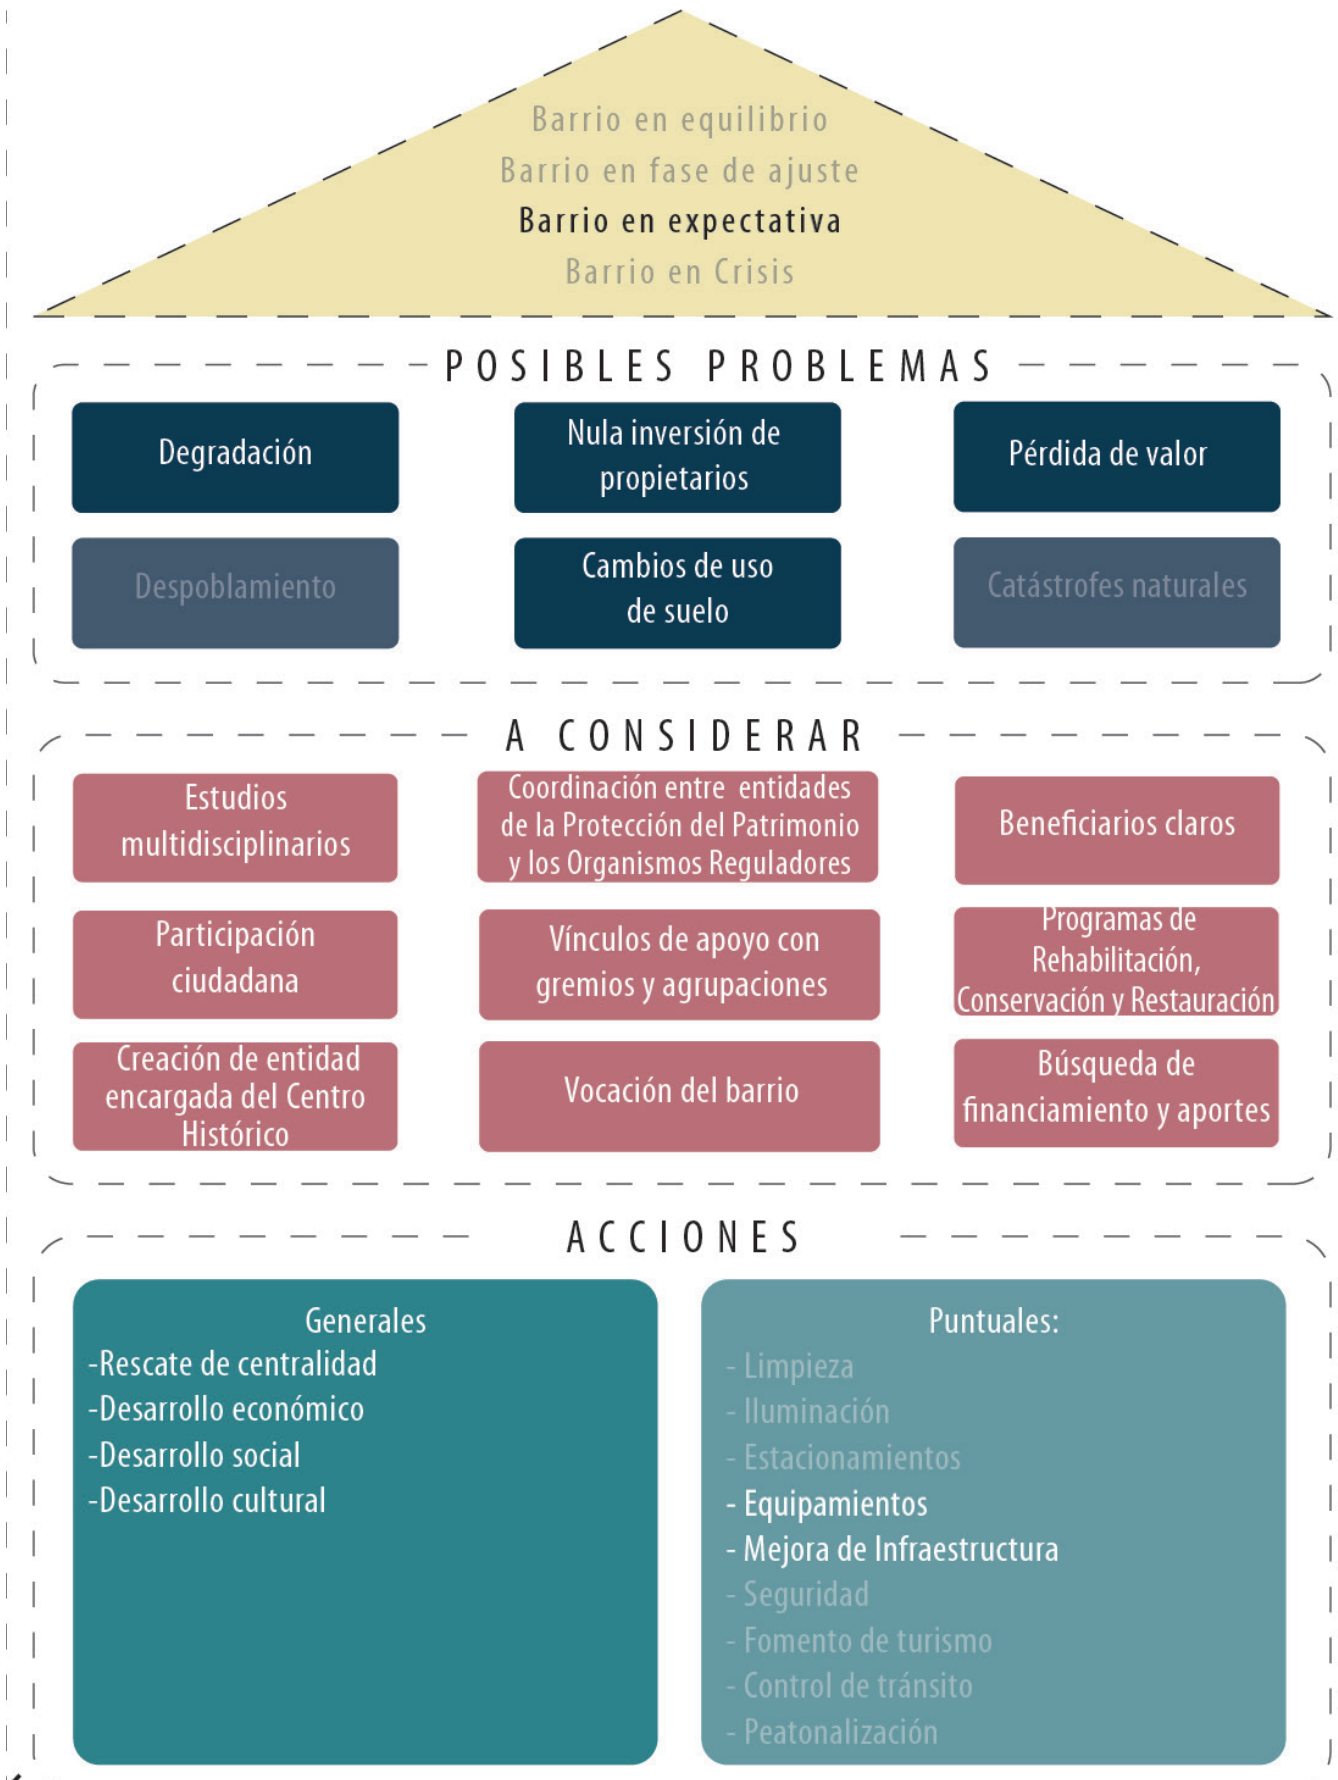 Barrio en equilibrio
Barrio en fase de ajuste
Barrio en expectativa
Barrio en Crisis
POSIBLES PROBLEMAS
Degradación
Nula inversión de
propietarios
Pérdida de valor
Despoblamiento
Cambios de uso
de suelo
Catástrofes naturales
A CONSIDERAR
Estudios
multidisciplinarios
Coordinación entre entidades
de la Protección del Patrimonio
y los Organismos Reguladores
Beneficiarios claros
Participación
ciudadana
Vínculos de apoyo con
gremios y agrupaciones
Programas de
Rehabilitación,
Conservación y Restauración
Creación de entidad
encargada del Centro
Histórico
Vocación del barrio
Búsqueda de
financiamiento y aportes
ACCIONES
Generales
-Rescate de centralidad
-Desarrollo económico
-Desarrollo social
-Desarrollo cultural
Puntuales:
- Limpieza
- Iluminación
- Estacionamientos
- Equipamientos
- Mejora de Infraestructura
- Seguridad
- Fomento de turismo
- Control de tránsito
- Peatonalización